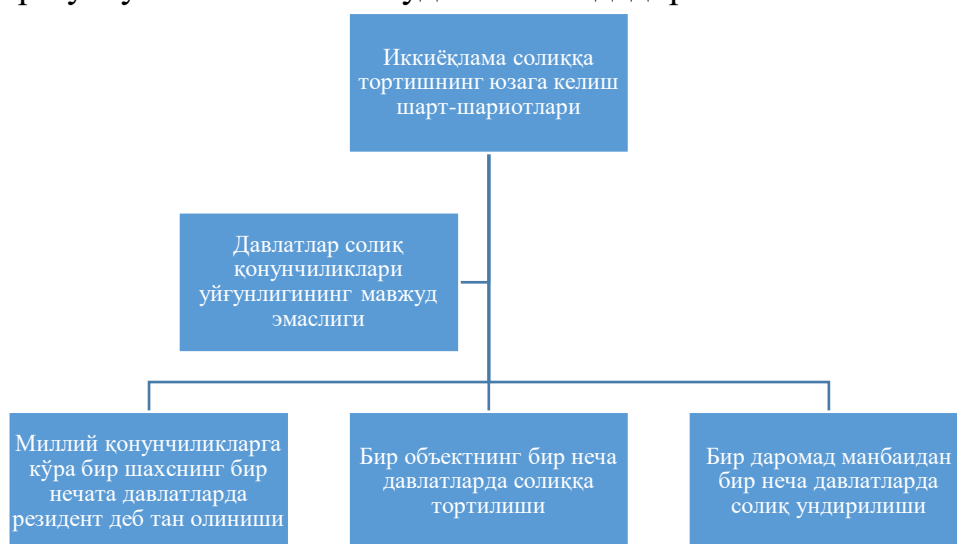 Иккиёқлама солиққа
тортишнинг юзага келиш
шарт-шариотлари
Давлатлар солиқ
қонунчиликлари
уйғунлигининг мавжуд
эмаслиги
Миллий қонунчиликларга
кўра бир шахснинг бир
нечата давлатларда
резидент деб тан олиниши
Бир объектнинг бир неча
давлатларда солиққа
тортилиши
Бир даромад манбаидан
бир неча давлатларда
солиқ ундирилиши